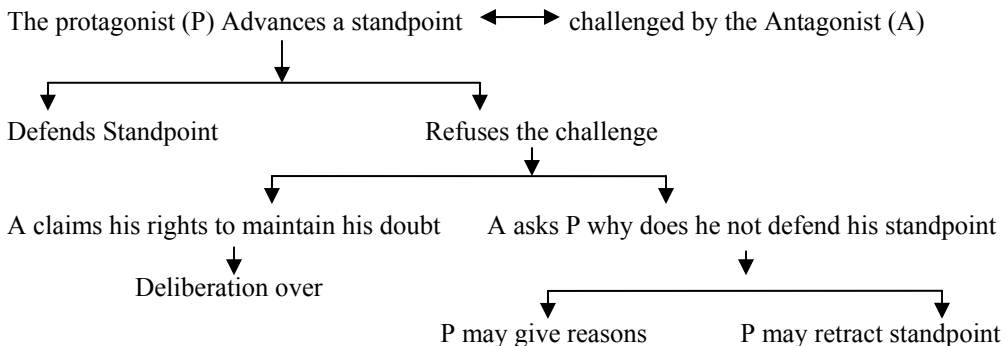 The protagonist (P) Advances a standpoint challenged by the Antagonist (A)
Defends Standpoint Refuses the challenge
A claims his rights to maintain his doubt A asks P why does he not defend his standpoint
Deliberation over
P may give reasons P may retract standpoint